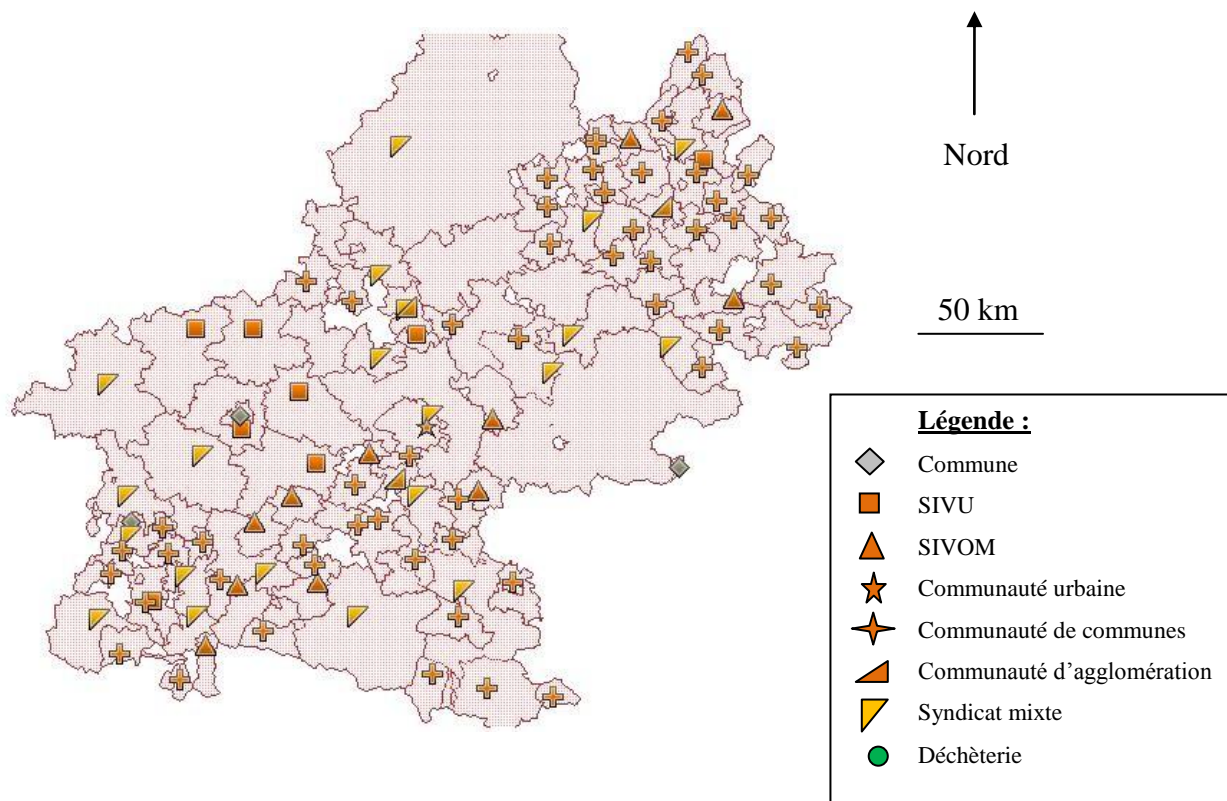 Nord
50 km
Légende :
Commune
SIVU
SIVOM
Communauté urbaine
Communauté de communes
Communauté d'agglomération
Syndicat mixte
Déchèterie